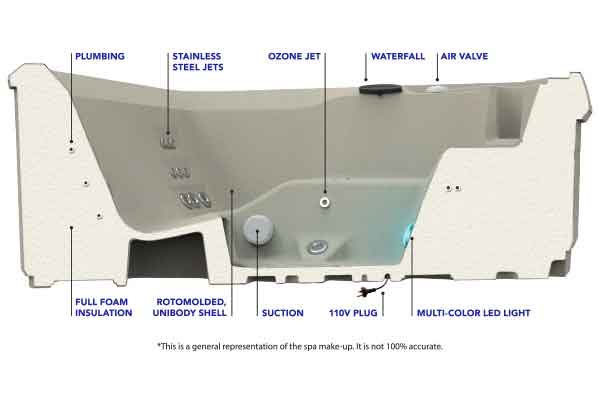 PLUMBING
STAINLESS
STEEL JETS
OZONE JET
WATERFALL
AIR VALVE
FULL FOAM
INSULATION
ROTOMOLDED,
UNIBODY SHELL
SUCTION
110V PLUG
MULTI-COLOR LED LIGHT
*This is a general representation of the spa make-up. It is not 100% accurate.